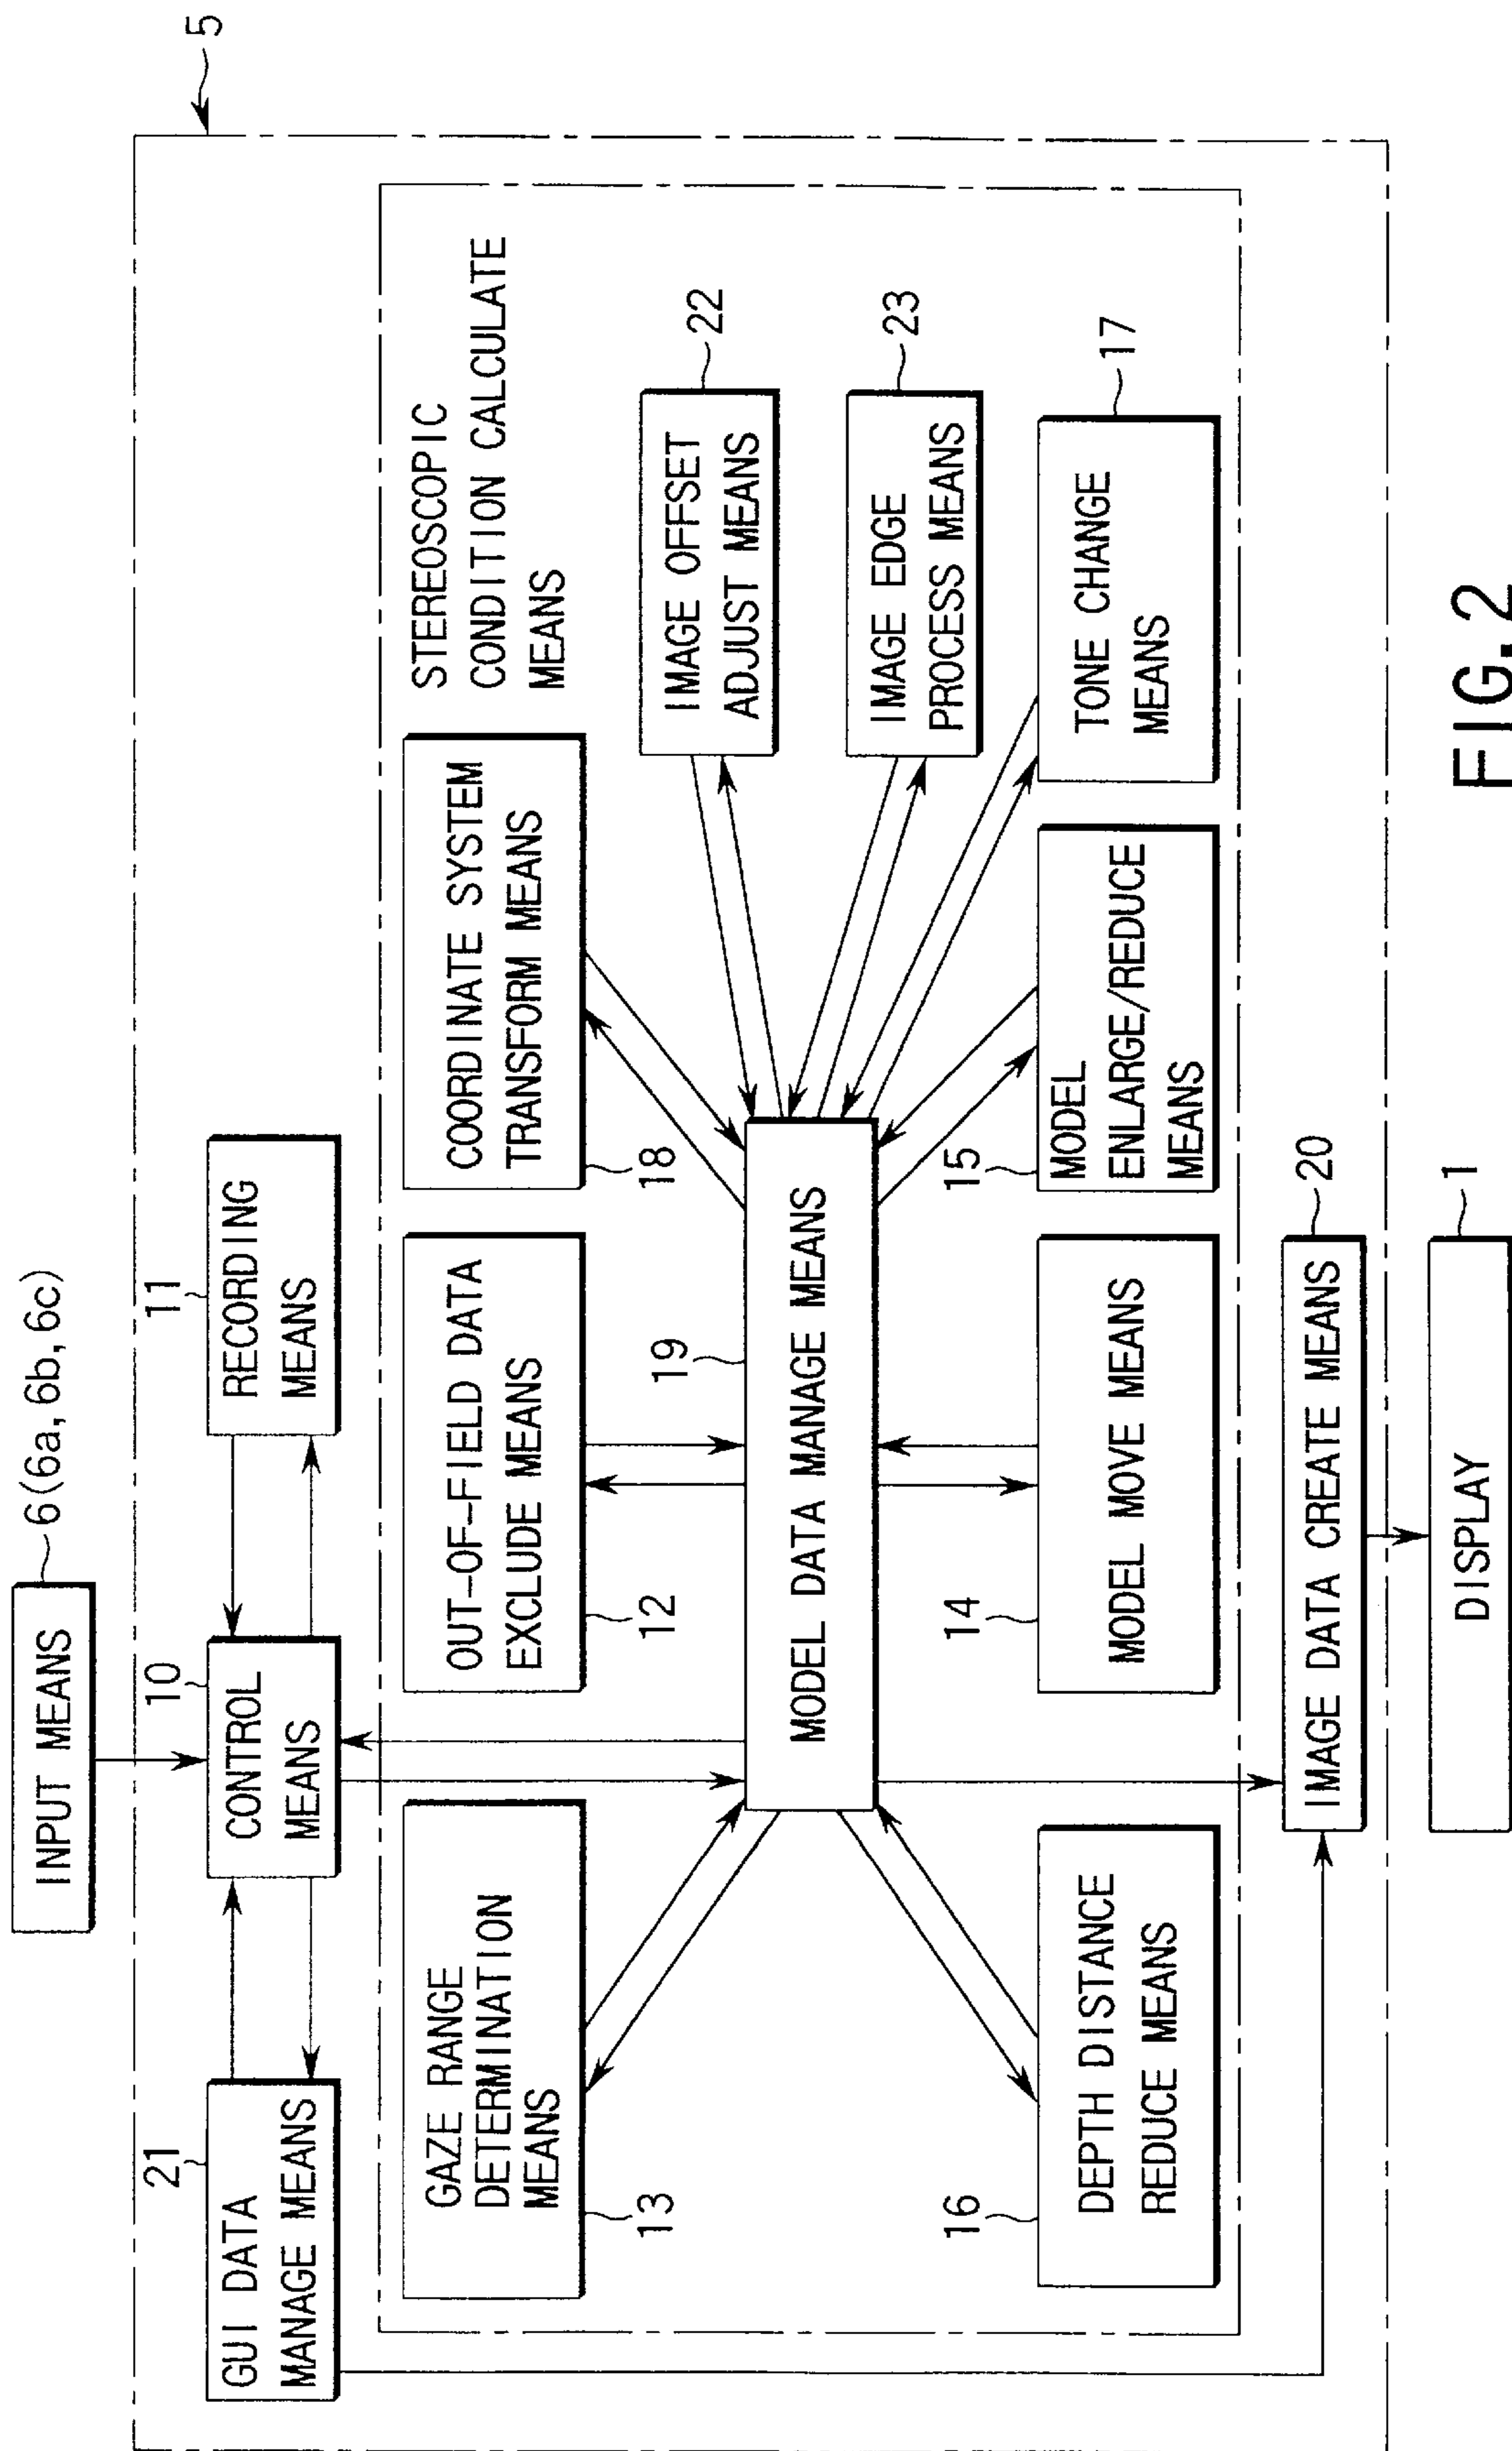 5
INPUT MEANS
6(6a, 6b, 6c)
21
GUI DATA
MANAGE MEANS
10
CONTROL
MEANS
11
RECORDING
MEANS
STEREOSCOPIC
CONDITION CALCULATE
MEANS
GAZE RANGE
DETERMINATION
MEANS
13
OUT-OF-FIELD DATA
EXCLUDE MEANS
12
COORDINATE SYSTEM
TRANSFORM MEANS
18
IMAGE OFFSET
ADJUST MEANS
22
19
MODEL DATA MANAGE MEANS
IMAGE EDGE
PROCESS MEANS
23
16
DEPTH DISTANCE
REDUCE MEANS
14
MODEL MOVE MEANS
15
MODEL
ENLARGE/REDUCE
MEANS
TONE CHANGE
MEANS
17
IMAGE DATA CREATE MEANS
20
DISPLAY
1
FIG.2